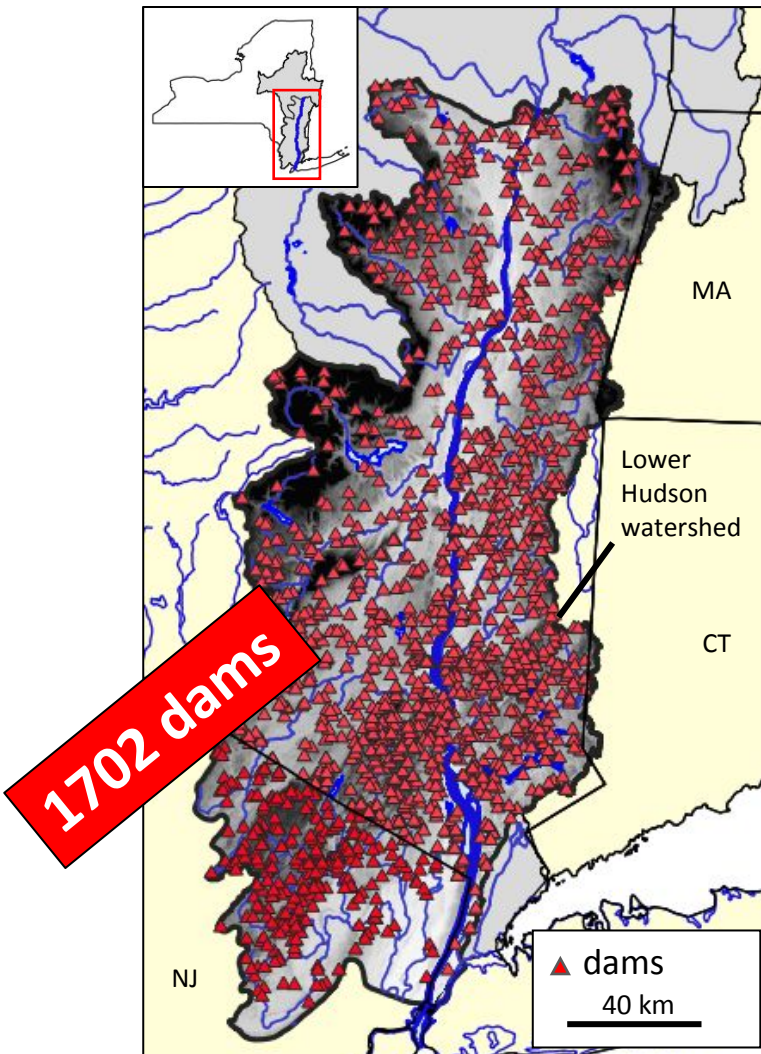 MA
Lower
Hudson
watershed
CT
1702 dams
NJ
dams
40 km